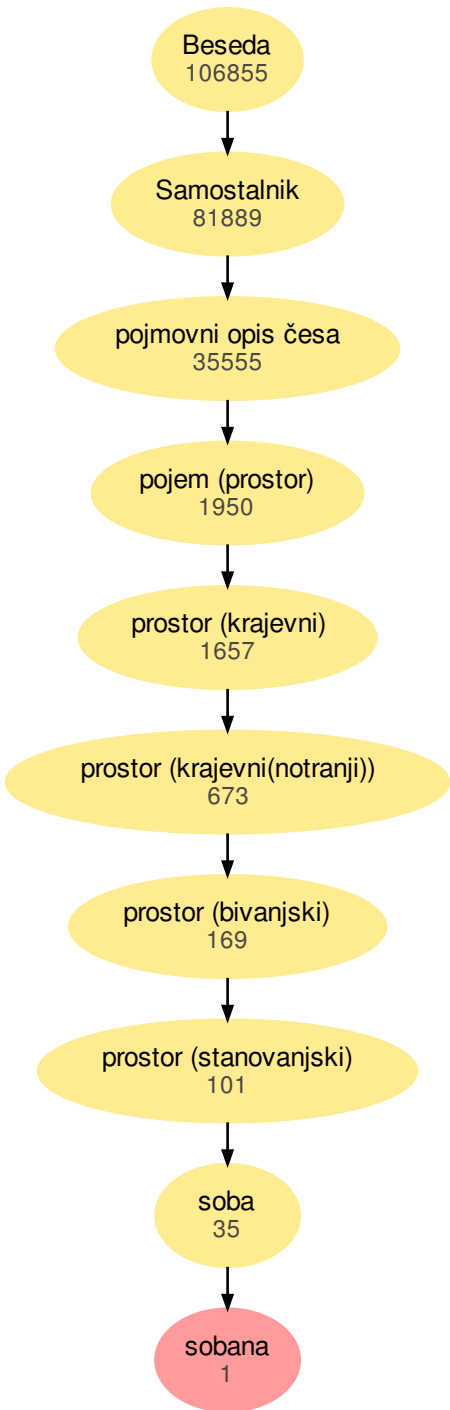 Beseda
106855
Samostalnik
81889
pojmovni opis česa
35555
pojem (prostor)
1950
prostor (krajevni)
1657
prostor (krajevni(notranji))
673
prostor (bivanjski)
169
prostor (stanovanjski)
101
soba
35
sobana
1